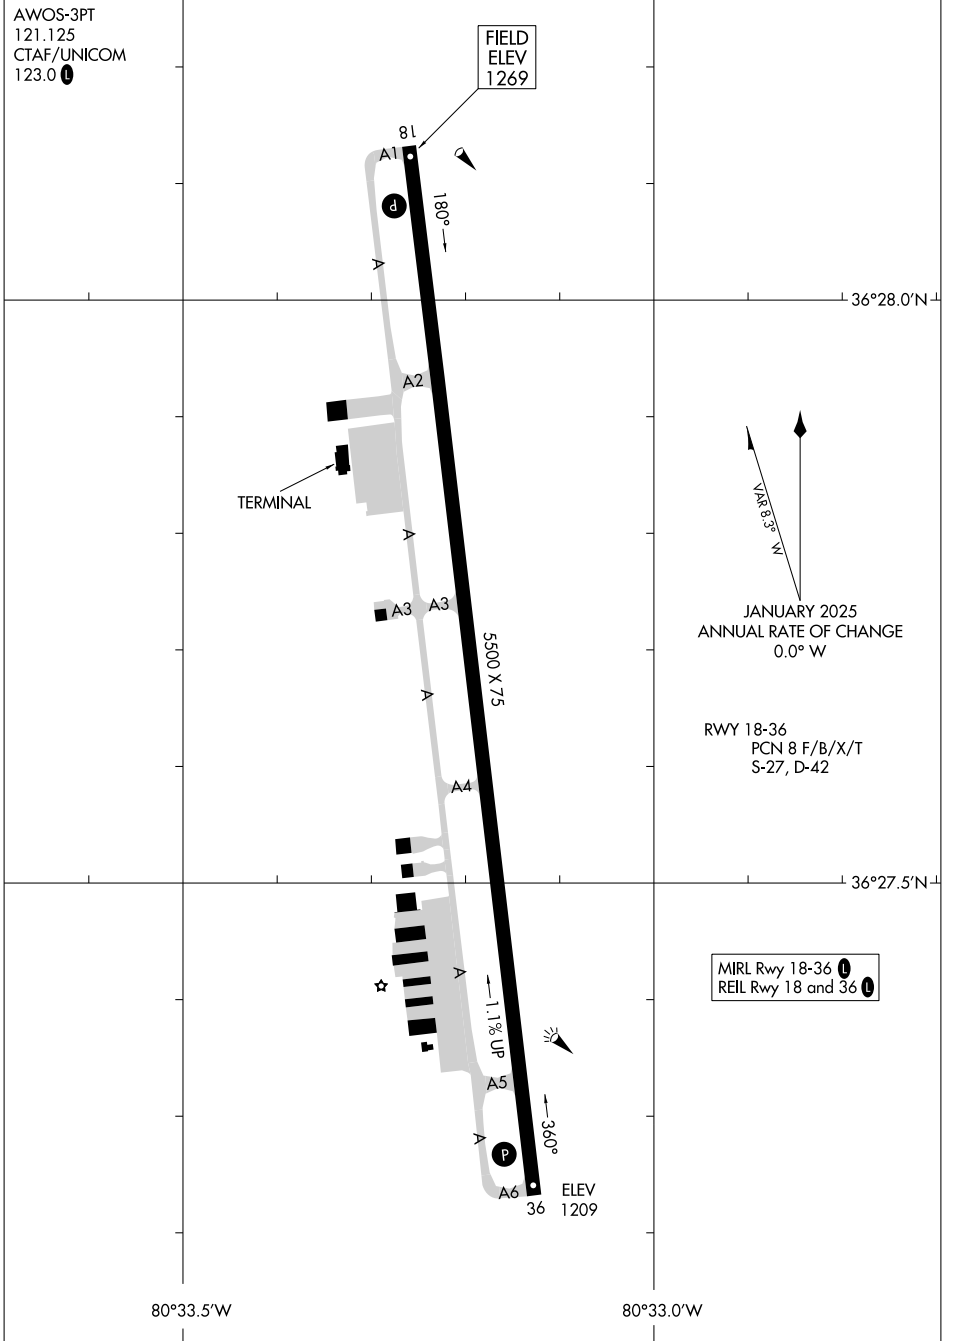 AWOS-3PT
121.125
CTAF/UNICOM
123.0 L
FIELD
ELEV
1269
18
A1
P
180°
A
36°28.0'N
A2
TERMINAL
VAR 8.3° W
A
JANUARY 2025
ANNUAL RATE OF CHANGE
0.0° W
A3
A3
5500 X 75
A
RWY 18-36
PCN 8 F/B/X/T
S-27, D-42
A4
36°27.5'N
A
MIRL Rwy 18-36 L
REIL Rwy 18 and 36 L
1.1% UP
A5
360°
A
P
A6
36
ELEV
1209
80°33.5'W
80°33.0'W